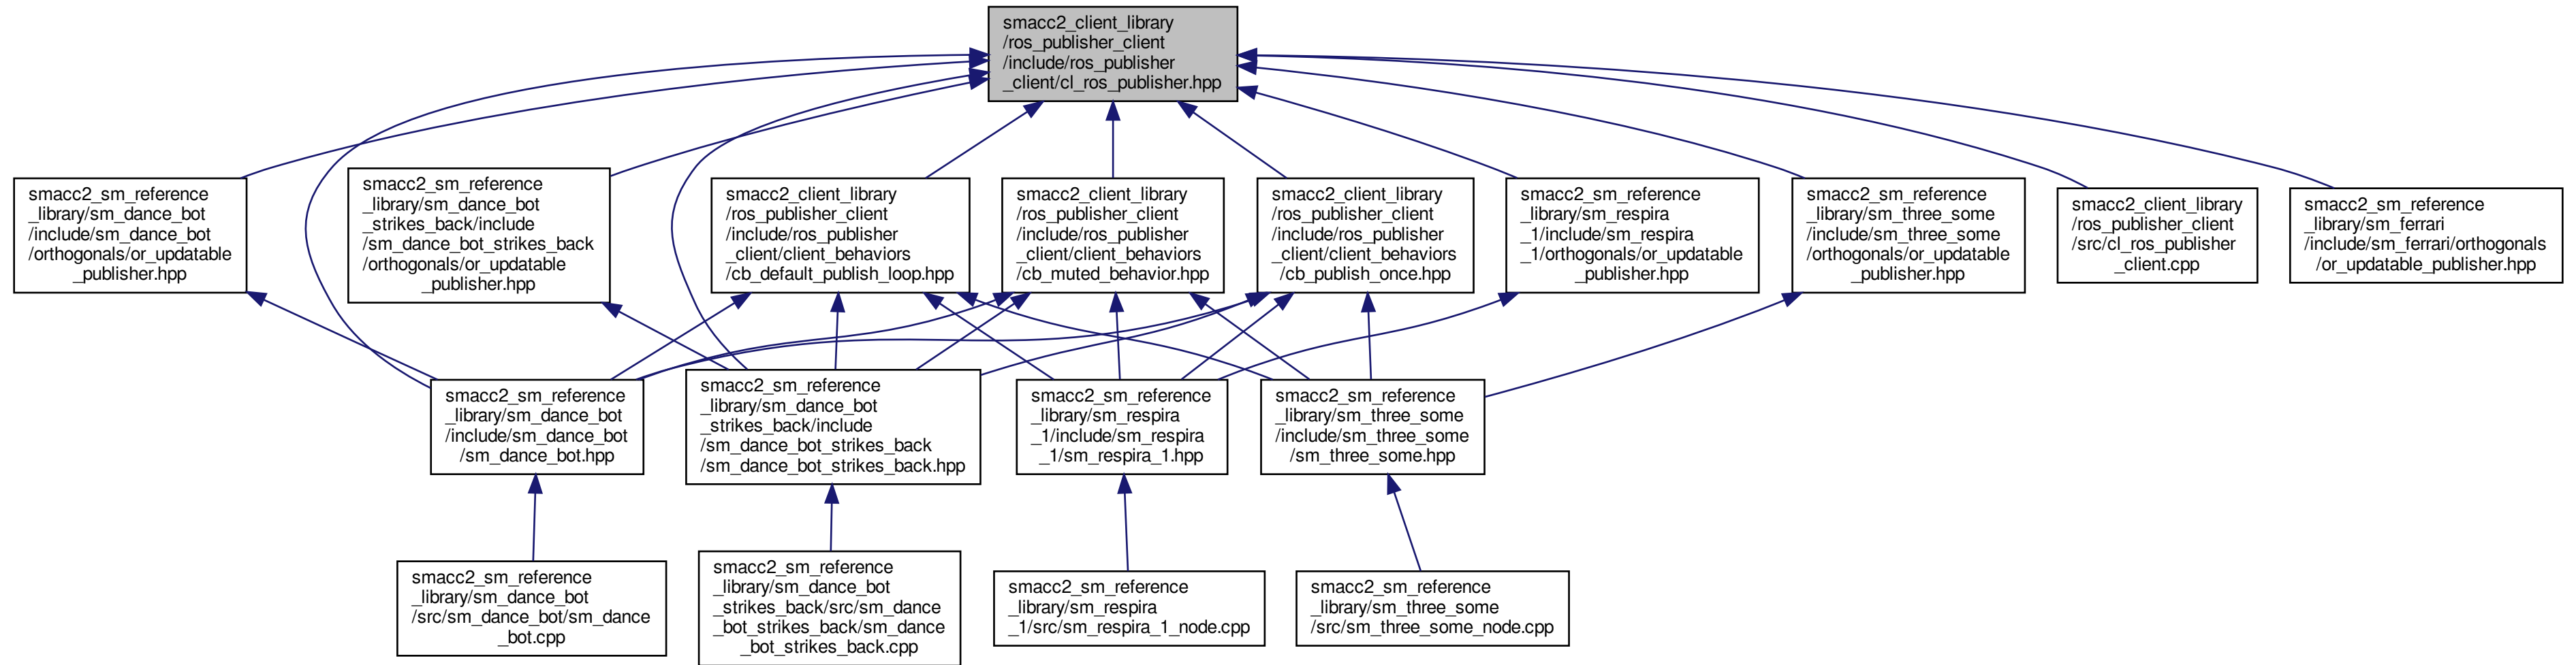 smacc2_client_library
/ros_publisher_client
/include/ros_publisher
_client/cl_ros_publisher.hpp
smacc2_sm_reference
_library/sm_dance_bot
/include/sm_dance_bot
/orthogonals/or_updatable
_publisher.hpp
smacc2_sm_reference
_library/sm_dance_bot
_strikes_back/include
/sm_dance_bot_strikes_back
/orthogonals/or_updatable
_publisher.hpp
smacc2_client_library
/ros_publisher_client
/include/ros_publisher
_client/client_behaviors
/cb_default_publish_loop.hpp
smacc2_client_library
/ros_publisher_client
/include/ros_publisher
_client/client_behaviors
/cb_muted_behavior.hpp
smacc2_client_library
/ros_publisher_client
/include/ros_publisher
_client/client_behaviors
/cb_publish_once.hpp
smacc2_sm_reference
_library/sm_respira
_1/include/sm_respira
_1/orthogonals/or_updatable
_publisher.hpp
smacc2_sm_reference
_library/sm_three_some
/include/sm_three_some
/orthogonals/or_updatable
_publisher.hpp
smacc2_client_library
/ros_publisher_client
/src/cl_ros_publisher
_client.cpp
smacc2_sm_reference
_library/sm_ferrari
/include/sm_ferrari/orthogonals
/or_updatable_publisher.hpp
smacc2_sm_reference
_library/sm_dance_bot
/include/sm_dance_bot
/sm_dance_bot.hpp
smacc2_sm_reference
_library/sm_dance_bot
_strikes_back/include
/sm_dance_bot_strikes_back
/sm_dance_bot_strikes_back.hpp
smacc2_sm_reference
_library/sm_respira
_1/include/sm_respira
_1/sm_respira_1.hpp
smacc2_sm_reference
_library/sm_three_some
/include/sm_three_some
/sm_three_some.hpp
smacc2_sm_reference
_library/sm_dance_bot
/src/sm_dance_bot/sm_dance
_bot.cpp
smacc2_sm_reference
_library/sm_dance_bot
_strikes_back/src/sm_dance
_bot_strikes_back/sm_dance
_bot_strikes_back.cpp
smacc2_sm_reference
_library/sm_respira
_1/src/sm_respira_1_node.cpp
smacc2_sm_reference
_library/sm_three_some
/src/sm_three_some_node.cpp